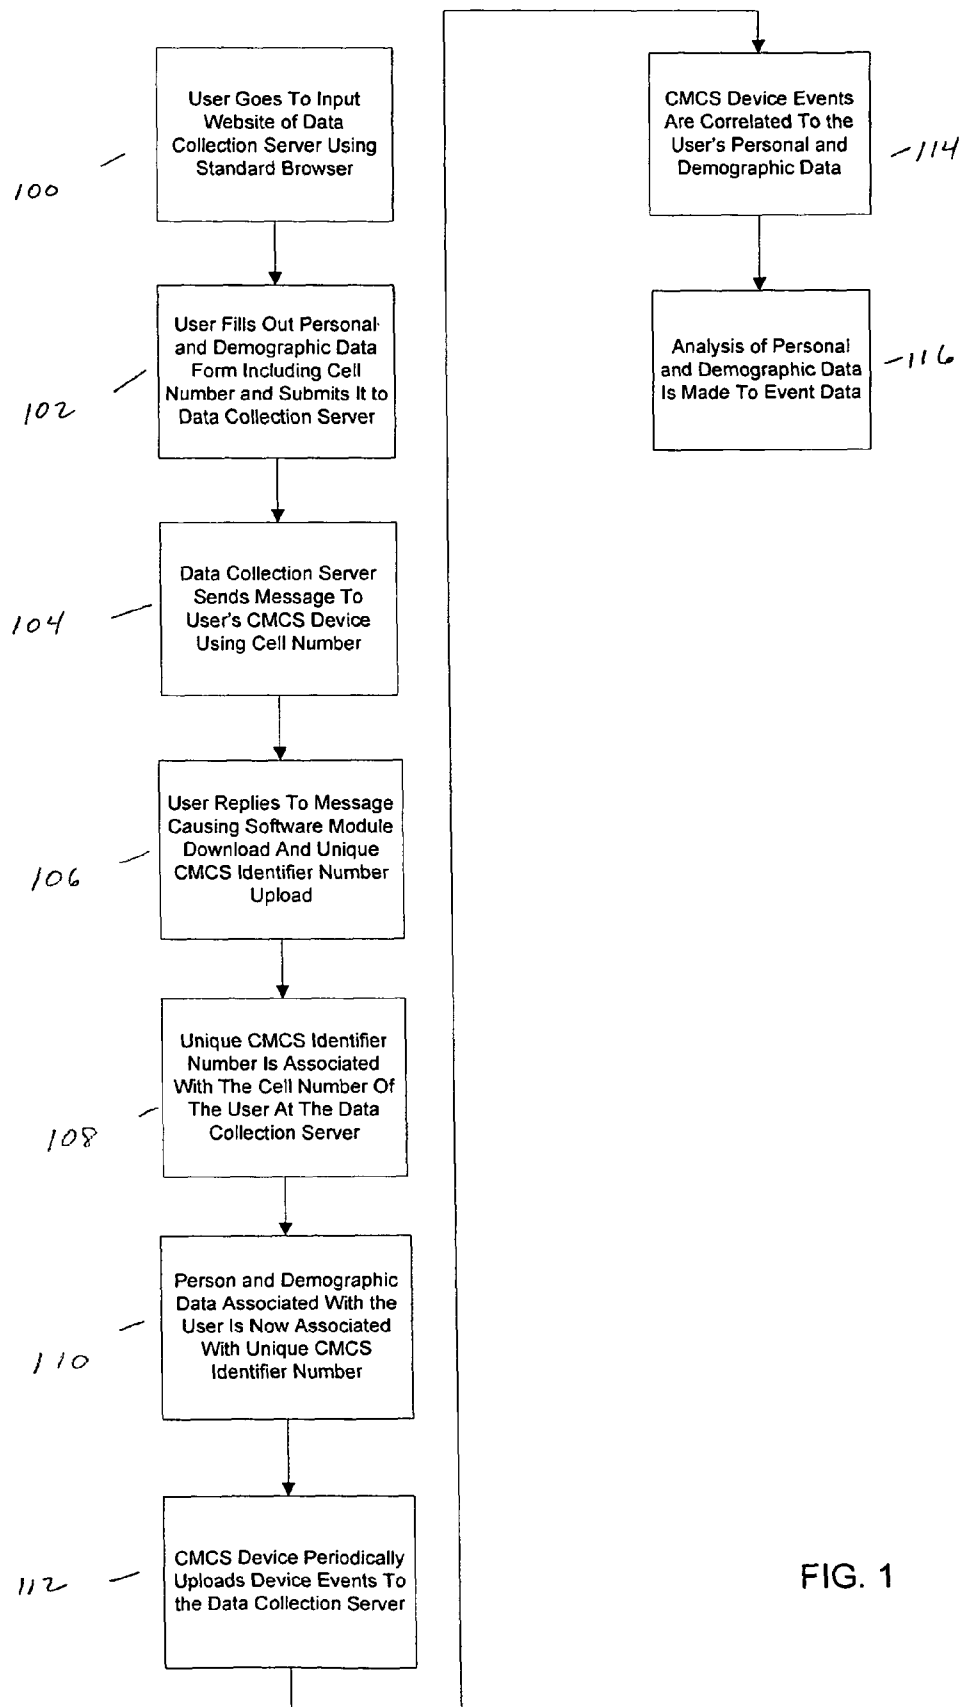 User Goes To Input
Website of Data
Collection Server Using
Standard Browser
100
User Fills Out Personal
and Demographic Data
Form Including Cell
Number and Submits It to
Data Collection Server
102
Data Collection Server
Sends Message To
User's CMCS Device
Using Cell Number
104
User Replies To Message
Causing Software Module
Download And Unique
CMCS Identifier Number
Upload
106
Unique CMCS Identifier
Number Is Associated
With The Cell Number Of
The User At The Data
Collection Server
108
Person and Demographic
Data Associated With the
User Is Now Associated
With Unique CMCS
Identifier Number
110
CMCS Device Periodically
Uploads Device Events To
the Data Collection Server
112
CMCS Device Events
Are Correlated To the
User's Personal and
Demographic Data
114
Analysis of Personal
and Demographic Data
Is Made To Event Data
116
FIG. 1